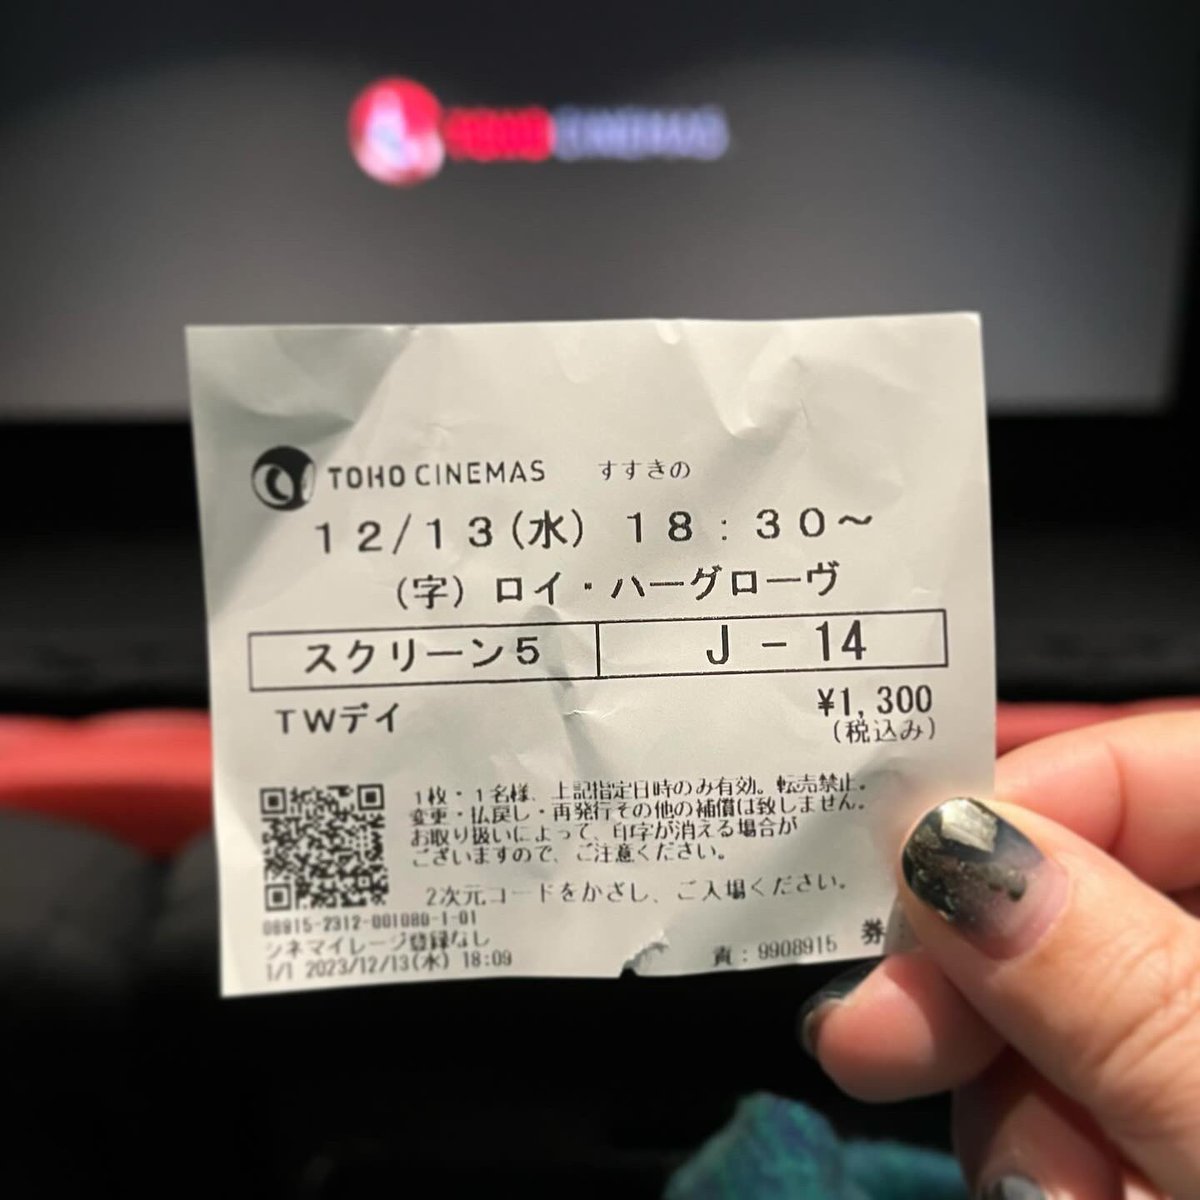 TOHO CINEMAS
TOHO CINEMAS すすきの
12/13(水) 18:30～
(字) ロイ・ハーグローヴ
スクリーン5 J－14
TWデイ ¥1,300
(税込み)
1枚・1名様、上記指定日時のみ有効。転売禁止。
変更・払戻し・再発行その他の補償は致しません。
お取り扱いによって、印字が消える場合が
ございますので、ご注意ください。
2次元コードをかざし、ご入場ください。
08915-2312-001080-1-01
シネマイレージ登録なし
1/1 2023/12/13(水) 18:09 責:9908915 券: